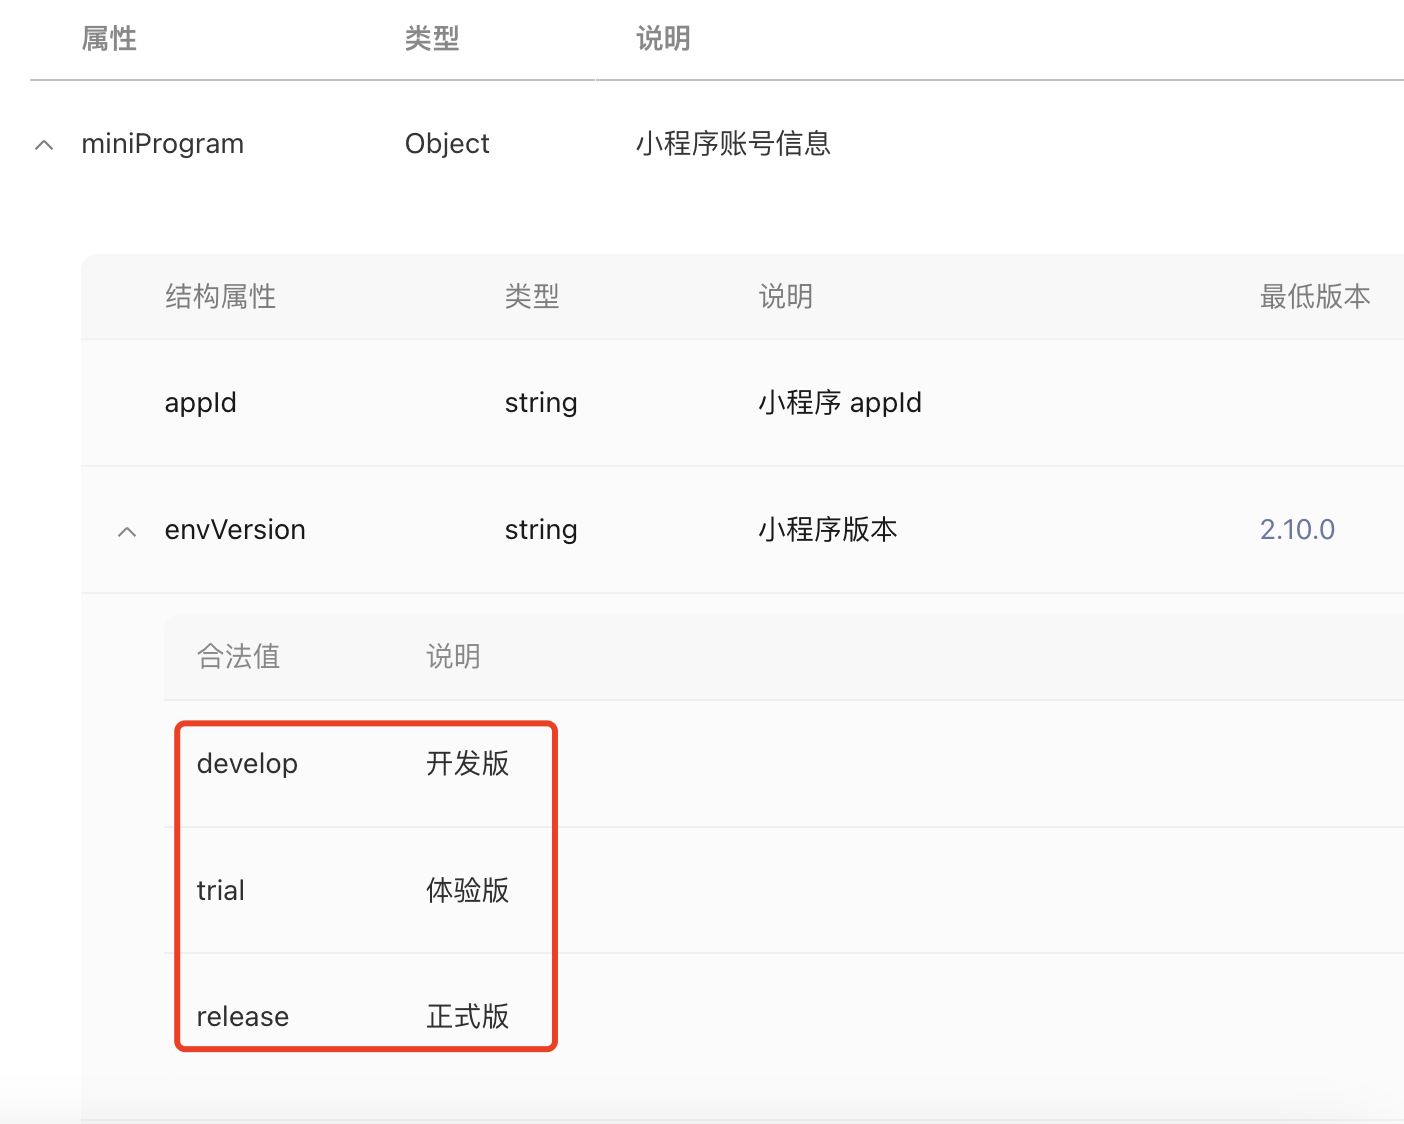 属性 类型 说明
miniProgram Object 小程序账号信息
结构属性 类型 说明 最低版本
appId string 小程序 appId
envVersion string 小程序版本 2.10.0
合法值 说明
develop 开发版
trial 体验版
release 正式版